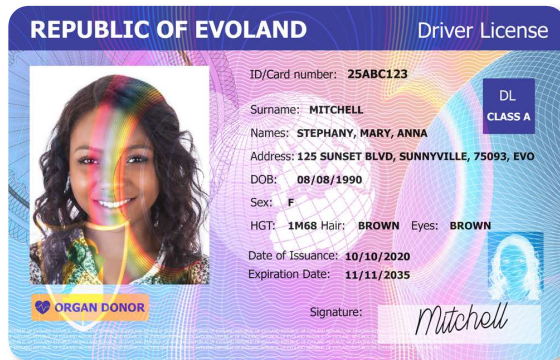 REPUBLIC OF EVOLAND Driver License
ID/Card number: 25ABC123
DL
CLASS A
Surname: MITCHELL
Names: STEPHANY, MARY, ANNA
Address: 125 SUNSET BLVD, SUNNYVILLE, 75093, EVO
DOB: 08/08/1990
Sex: F
HGT: 1M68 Hair: BROWN Eyes: BROWN
Date of Issuance: 10/10/2020
Expiration Date: 11/11/2035
ORGAN DONOR
Signature: Mitchell